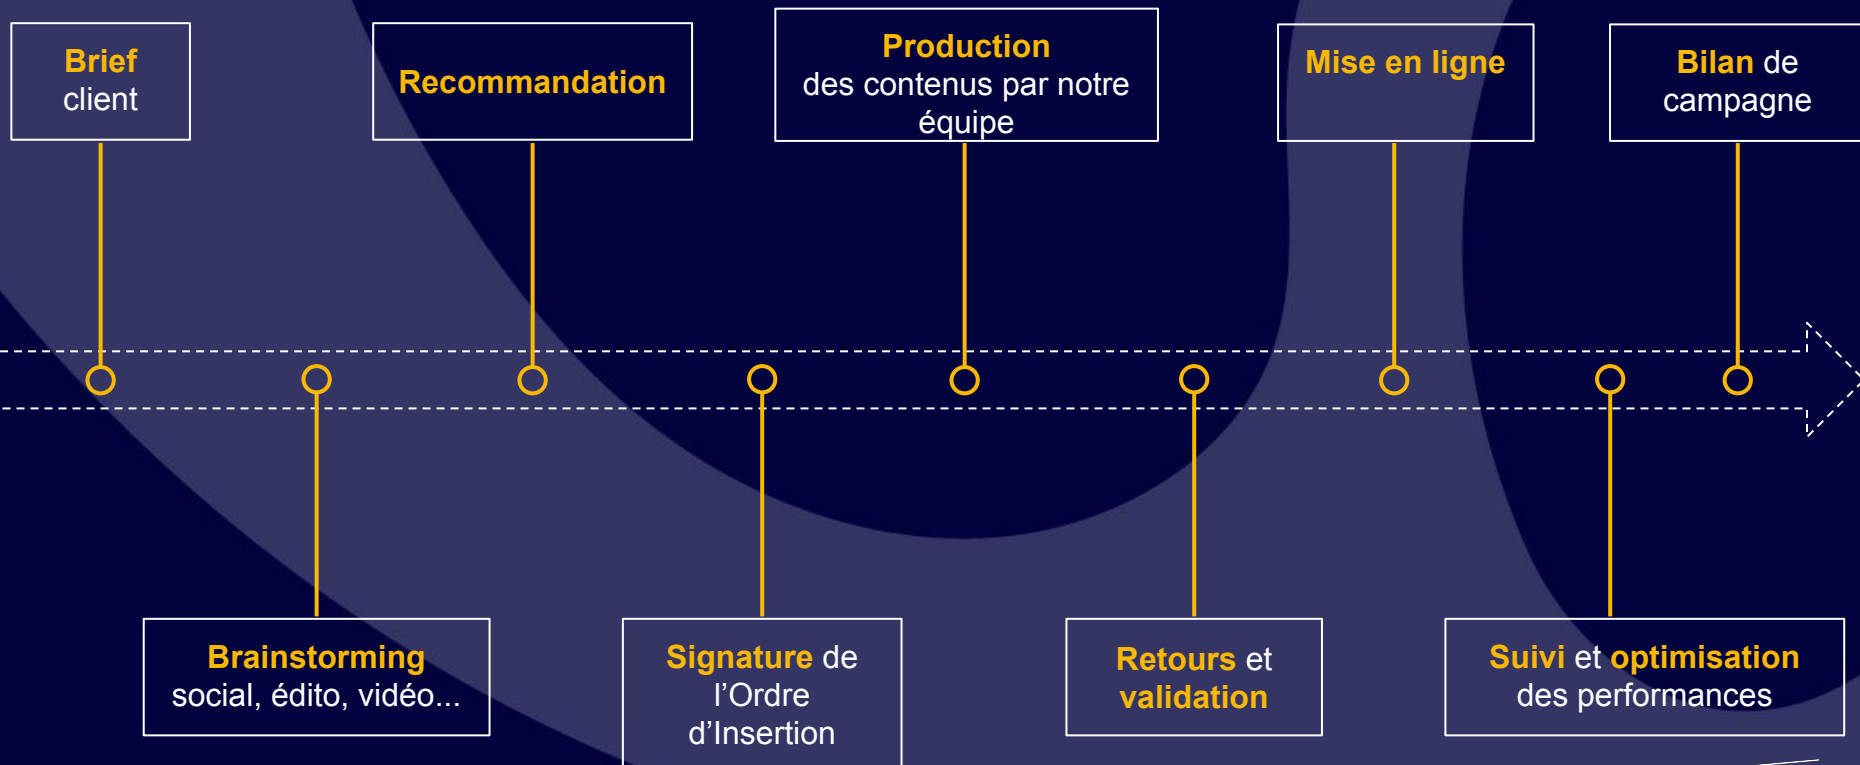 Brief
client
Recommandation
Production
des contenus par notre
équipe
Mise en ligne
Bilan de
campagne
Brainstorming
social, édito, vidéo...
Signature de
l’Ordre
d’Insertion
Retours et
validation
Suivi et optimisation
des performances